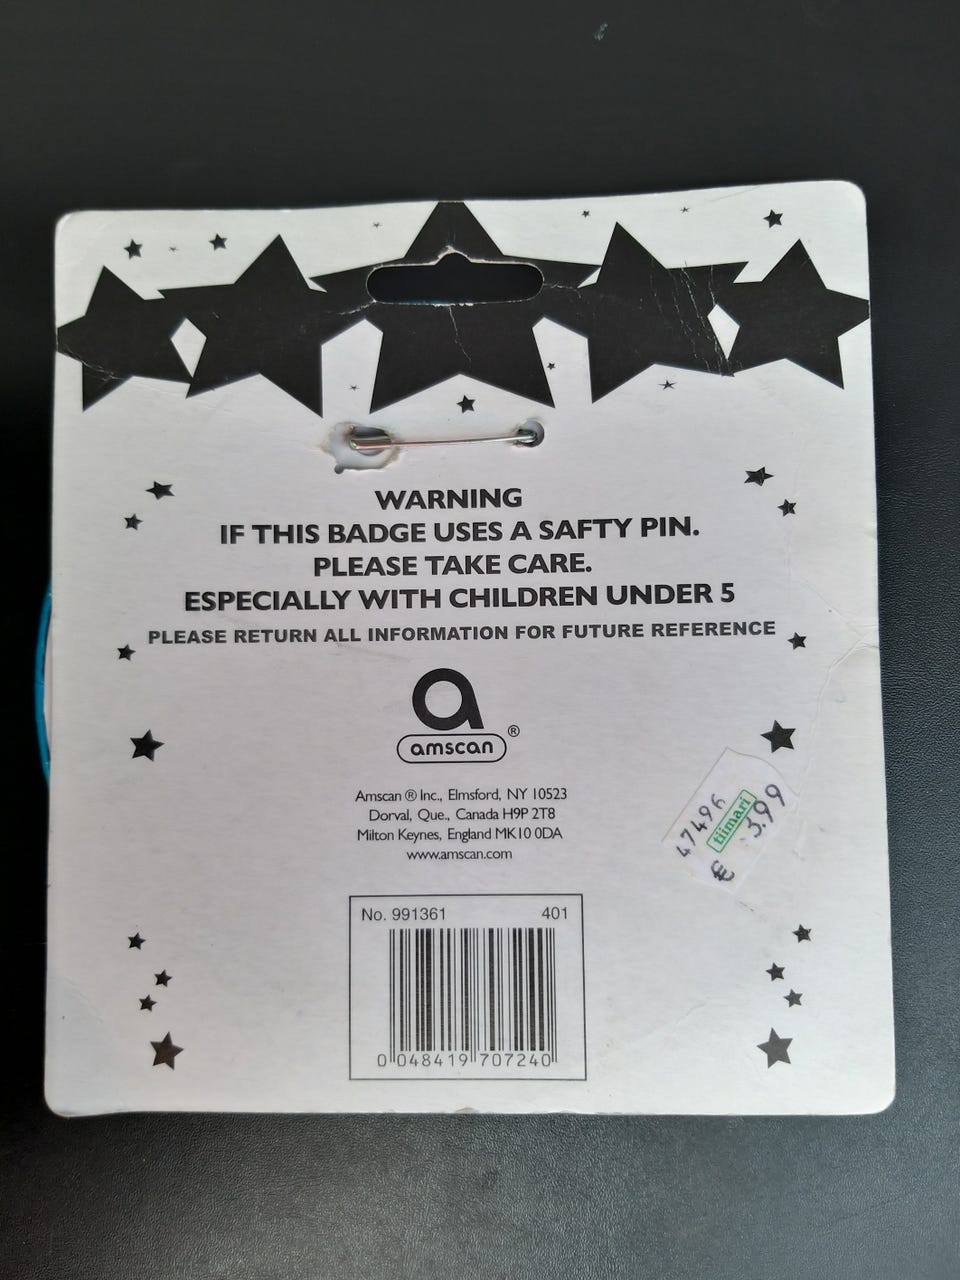 WARNING
IF THIS BADGE USES A SAFTY PIN.
PLEASE TAKE CARE.
ESPECIALLY WITH CHILDREN UNDER 5
PLEASE RETURN ALL INFORMATION FOR FUTURE REFERENCE
a
amscan ®
Amscan ® Inc., Elmsford, NY 10523
Dorval, Que., Canada H9P 2T8
Milton Keynes, England MK10 0DA
www.amscan.com
47496
tiimari
€ 3.99
No. 991361 401
0 048419 707240